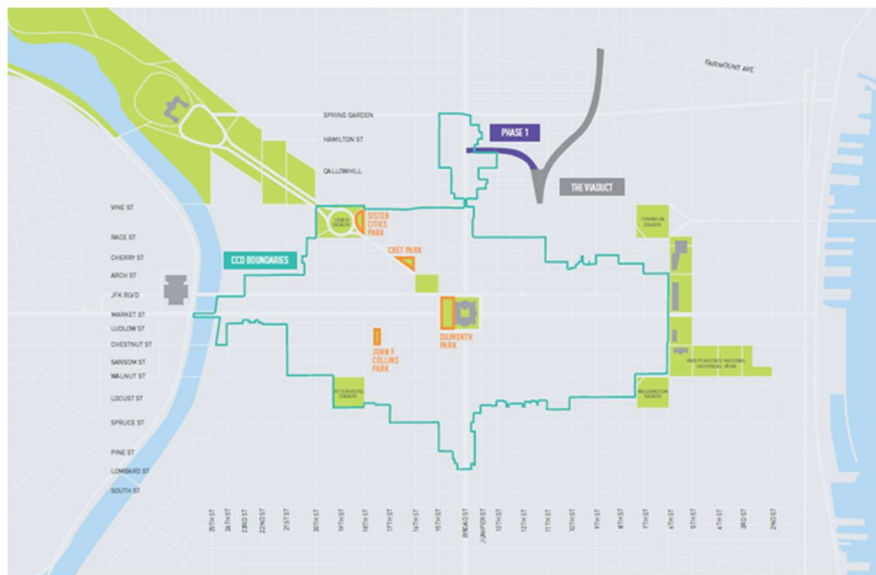 FAIRMOUNT AVE
SPRING GARDEN
HAMILTON ST
CALLOWHILL
PHASE 1
THE VIADUCT
VINE ST
RACE ST
CHERRY ST
ARCH ST
JFK BLVD
MARKET ST
LUDLOW ST
CHESTNUT ST
SANSOM ST
WALNUT ST
LOCUST ST
SPRUCE ST
PINE ST
LOMBARD ST
SOUTH ST
LOGAN
SQUARE
SISTER
CITIES
PARK
FRANKLIN
SQUARE
CCD BOUNDARIES
CRET PARK
DILWORTH
PARK
JOHN F.
COLLINS
PARK
INDEPENDENCE NATIONAL
HISTORICAL PARK
RITTENHOUSE
SQUARE
WASHINGTON
SQUARE
25TH ST
24TH ST
23RD ST
22ND ST
21ST ST
20TH ST
19TH ST
18TH ST
17TH ST
16TH ST
15TH ST
BROAD ST
JUNIPER ST
13TH ST
12TH ST
11TH ST
10TH ST
9TH ST
8TH ST
7TH ST
6TH ST
5TH ST
4TH ST
3RD ST
2ND ST